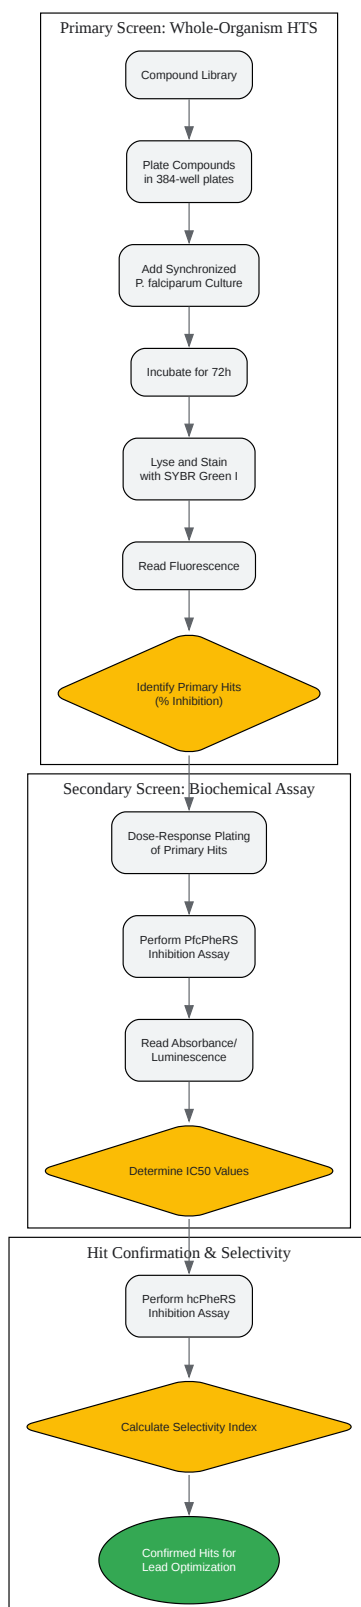 Primary Screen: Whole-Organism HTS
Compound Library
Plate Compounds
in 384-well plates
Add Synchronized
P. falciparum Culture
Incubate for 72h
Lyse and Stain
with SYBR Green I
Read Fluorescence
Identify Primary Hits
(% Inhibition)
Secondary Screen: Biochemical Assay
Dose-Response Plating
of Primary Hits
Perform PfcPheRS
Inhibition Assay
Read Absorbance/
Luminescence
Determine IC50 Values
Hit Confirmation & Selectivity
Perform hcPheRS
Inhibition Assay
Calculate Selectivity Index
Confirmed Hits for
Lead Optimization